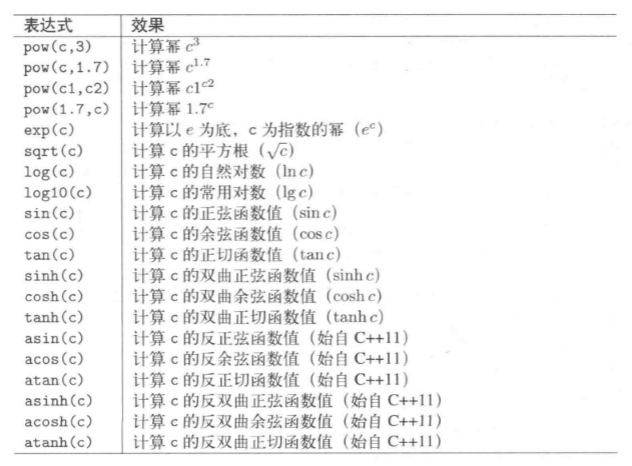 表达式 效果
pow(c,3) 计算幂 c³
pow(c,1.7) 计算幂 c^1.7
pow(c1,c2) 计算幂 c1^c2
pow(1.7,c) 计算幂 1.7^c
exp(c) 计算以 e 为底，c 为指数的幂（e^c）
sqrt(c) 计算 c 的平方根（√c）
log(c) 计算 c 的自然对数（ln c）
log10(c) 计算 c 的常用对数（lg c）
sin(c) 计算 c 的正弦函数值（sin c）
cos(c) 计算 c 的余弦函数值（cos c）
tan(c) 计算 c 的正切函数值（tan c）
sinh(c) 计算 c 的双曲正弦函数值（sinh c）
cosh(c) 计算 c 的双曲余弦函数值（cosh c）
tanh(c) 计算 c 的双曲正切函数值（tanh c）
asin(c) 计算 c 的反正弦函数值（始自 C++11）
acos(c) 计算 c 的反余弦函数值（始自 C++11）
atan(c) 计算 c 的反正切函数值（始自 C++11）
asinh(c) 计算 c 的反双曲正弦函数值（始自 C++11）
acosh(c) 计算 c 的反双曲余弦函数值（始自 C++11）
atanh(c) 计算 c 的反双曲正切函数值（始自 C++11）